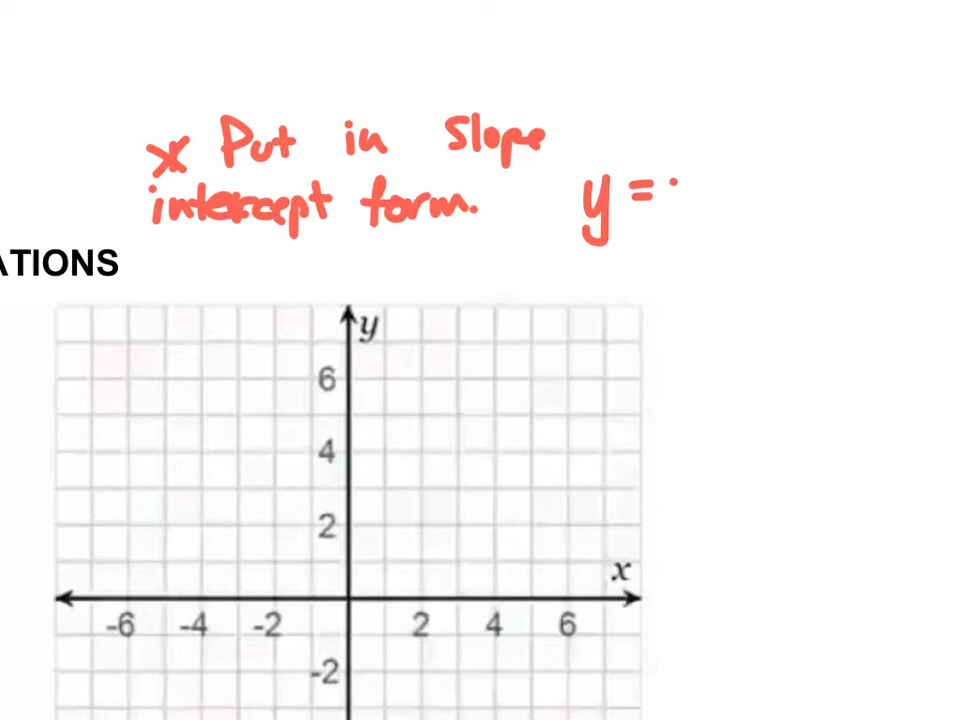 * Put in slope
intercept form. y =
ATIONS
y
6
4
2
x
-6 -4 -2 2 4 6
-2